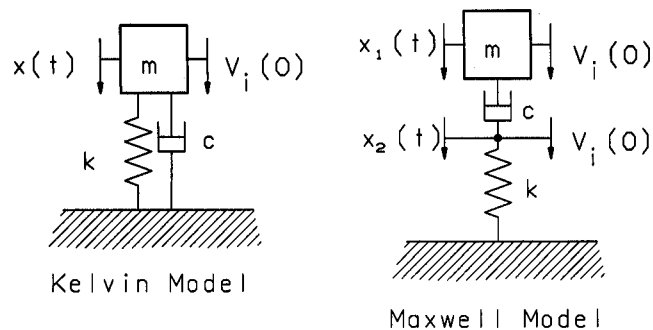 x(t)
m
V_i(0)
k
c
Kelvin Model
x_1(t)
m
V_i(0)
c
x_2(t)
V_i(0)
k
Maxwell Model